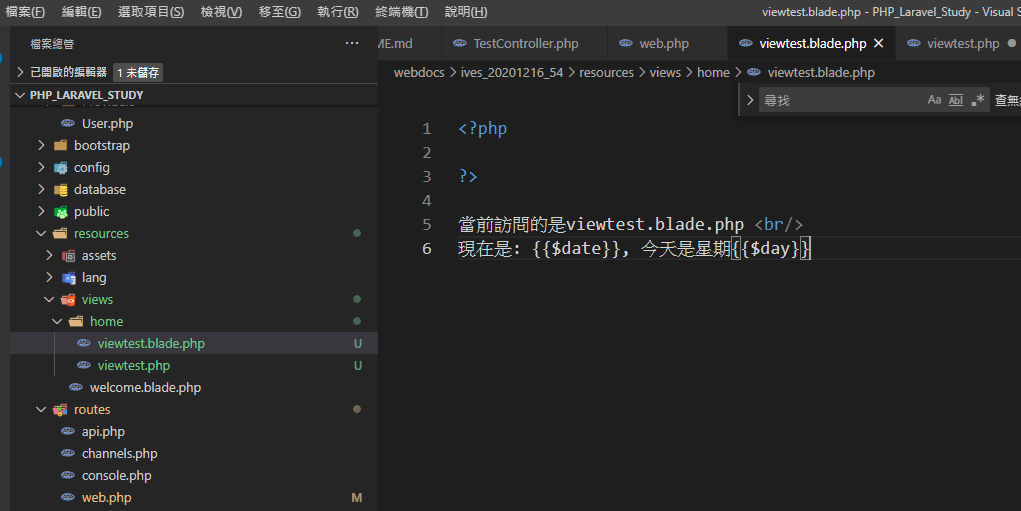 檔案(F) 編輯(E) 選取項目(S) 檢視(V) 移至(G) 執行(R) 終端機(T) 說明(H) viewtest.blade.php - PHP_Laravel_Study - Visual S
檔案總管 ···
ME.md TestController.php web.php viewtest.blade.php viewtest.php
已開啟的編輯器 1 未儲存
webdocs > ives_20201216_54 > resources > views > home > viewtest.blade.php
PHP_LARAVEL_STUDY
尋找 Aa Abl .* 查無
User.php
bootstrap
config
database
public
resources
assets
lang
views
home
viewtest.blade.php U
viewtest.php U
welcome.blade.php
routes
api.php
channels.php
console.php
web.php M
1 <?php
2
3 ?>
4
5 當前訪問的是viewtest.blade.php <br/>
6 現在是: {{$date}}, 今天是星期{{$day}}